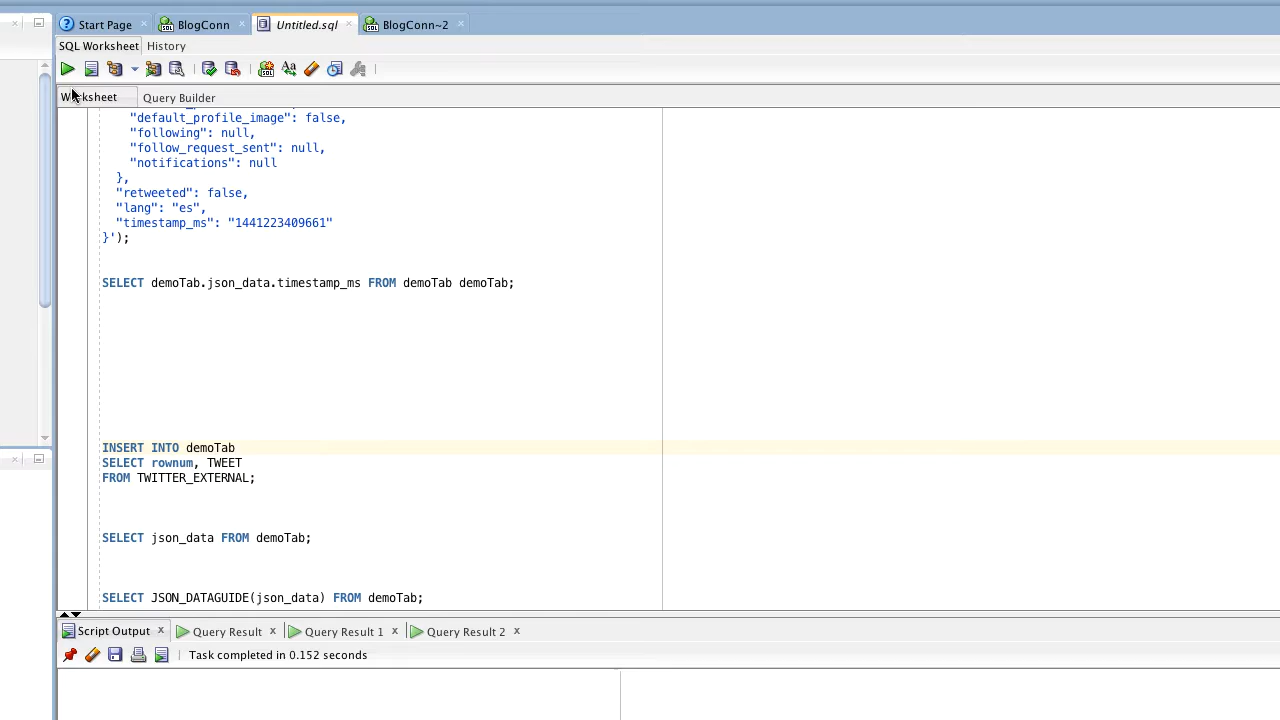 Start Page
BlogConn
Untitled.sql
BlogConn~2
SQL Worksheet
History
Worksheet
Query Builder
"default_profile_image": false,
"following": null,
"follow_request_sent": null,
"notifications": null
},
"retweeted": false,
"lang": "es",
"timestamp_ms": "1441223409661"
}');
SELECT demoTab.json_data.timestamp_ms FROM demoTab demoTab;
INSERT INTO demoTab
SELECT rownum, TWEET
FROM TWITTER_EXTERNAL;
SELECT json_data FROM demoTab;
SELECT JSON_DATAGUIDE(json_data) FROM demoTab;
Script Output
Query Result
Query Result 1
Query Result 2
Task completed in 0.152 seconds